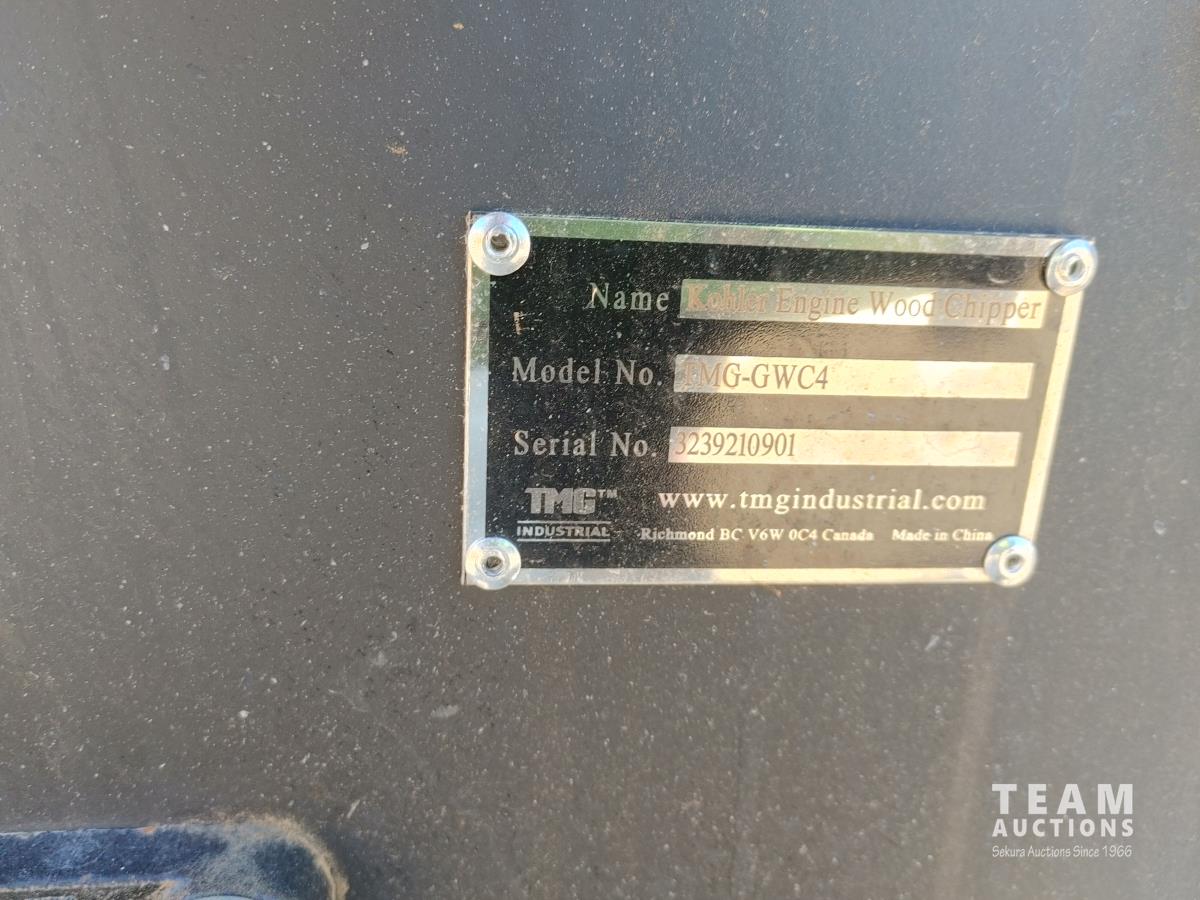 Name Kohler Engine Wood Chipper
Model No. TMG-GWC4
Serial No. 3239210901
TMG™ www.tmgindustrial.com
INDUSTRIAL Richmond BC V6W 0C4 Canada Made in China
TEAM
AUCTIONS
Sekura Auctions Since 1966